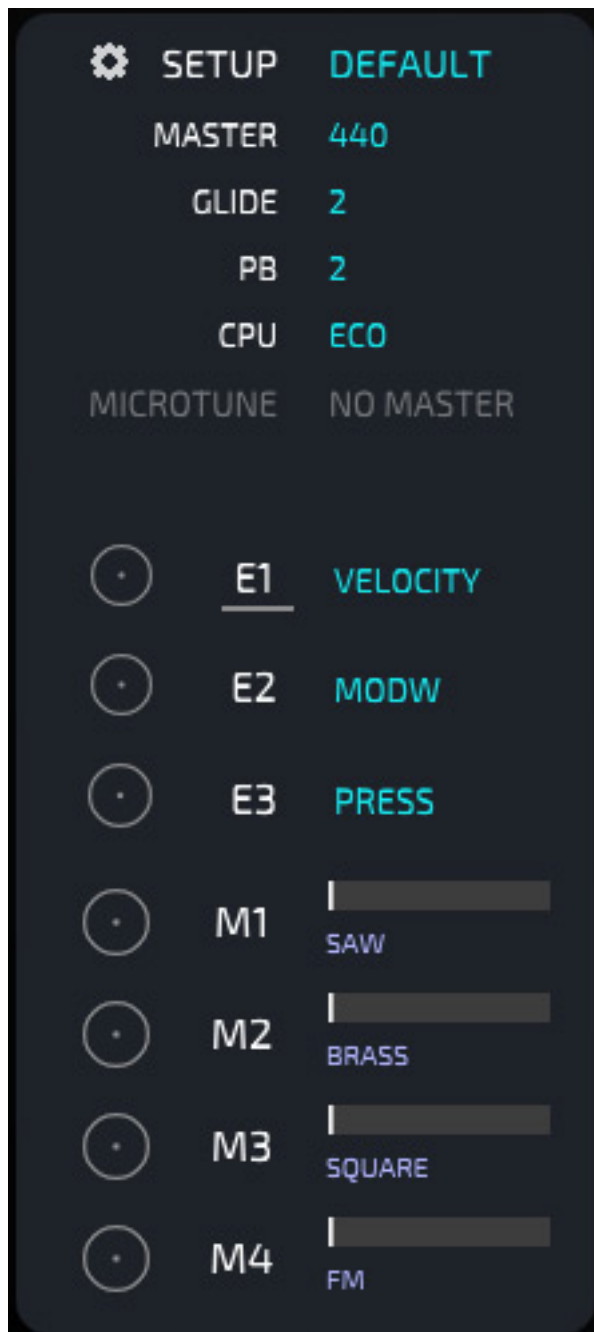 SETUP DEFAULT
MASTER 440
GLIDE 2
PB 2
CPU ECO
MICROTUNE NO MASTER
E1 VELOCITY
E2 MODW
E3 PRESS
M1
SAW
M2
BRASS
M3
SQUARE
M4
FM